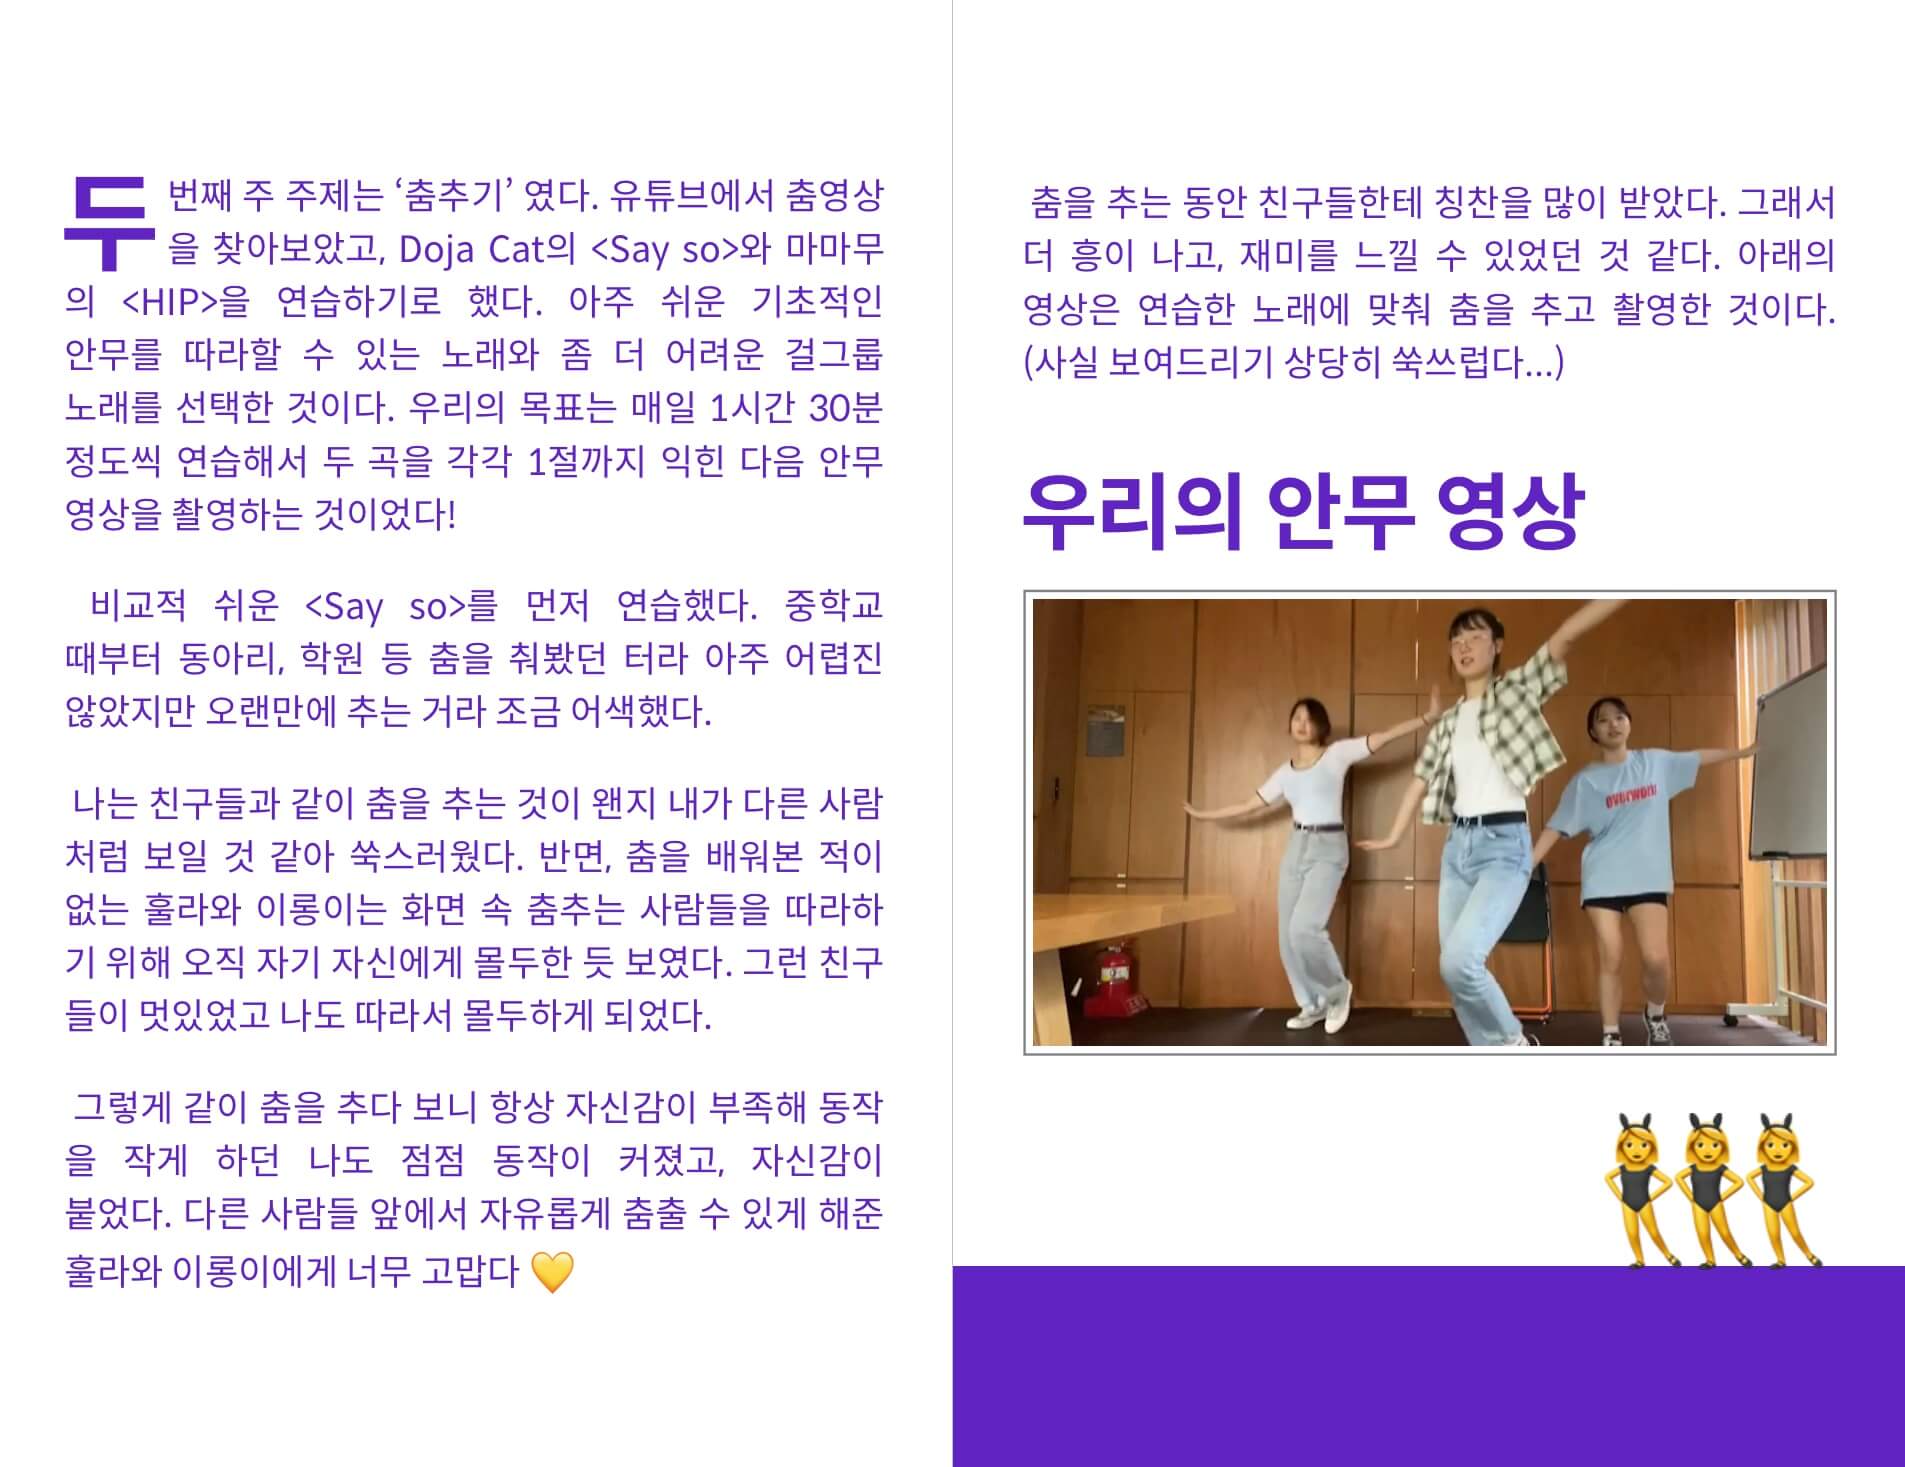 두 번째 주 주제는 ‘춤추기’ 였다. 유튜브에서 춤영상
을 찾아보았고, Doja Cat의 <Say so>와 마마무
의 <HIP>을 연습하기로 했다. 아주 쉬운 기초적인
안무를 따라할 수 있는 노래와 좀 더 어려운 걸그룹
노래를 선택한 것이다. 우리의 목표는 매일 1시간 30분
정도씩 연습해서 두 곡을 각각 1절까지 익힌 다음 안무
영상을 촬영하는 것이었다!
비교적 쉬운 <Say so>를 먼저 연습했다. 중학교
때부터 동아리, 학원 등 춤을 춰봤던 터라 아주 어렵진
않았지만 오랜만에 추는 거라 조금 어색했다.
나는 친구들과 같이 춤을 추는 것이 왠지 내가 다른 사람
처럼 보일 것 같아 쑥스러웠다. 반면, 춤을 배워본 적이
없는 훌라와 이롱이는 화면 속 춤추는 사람들을 따라하
기 위해 오직 자기 자신에게 몰두한 듯 보였다. 그런 친구
들이 멋있었고 나도 따라서 몰두하게 되었다.
그렇게 같이 춤을 추다 보니 항상 자신감이 부족해 동작
을 작게 하던 나도 점점 동작이 커졌고, 자신감이
붙었다. 다른 사람들 앞에서 자유롭게 춤출 수 있게 해준
훌라와 이롱이에게 너무 고맙다 💛
춤을 추는 동안 친구들한테 칭찬을 많이 받았다. 그래서
더 흥이 나고, 재미를 느낄 수 있었던 것 같다. 아래의
영상은 연습한 노래에 맞춰 춤을 추고 촬영한 것이다.
(사실 보여드리기 상당히 쑥쓰럽다...)
우리의 안무 영상
overwork